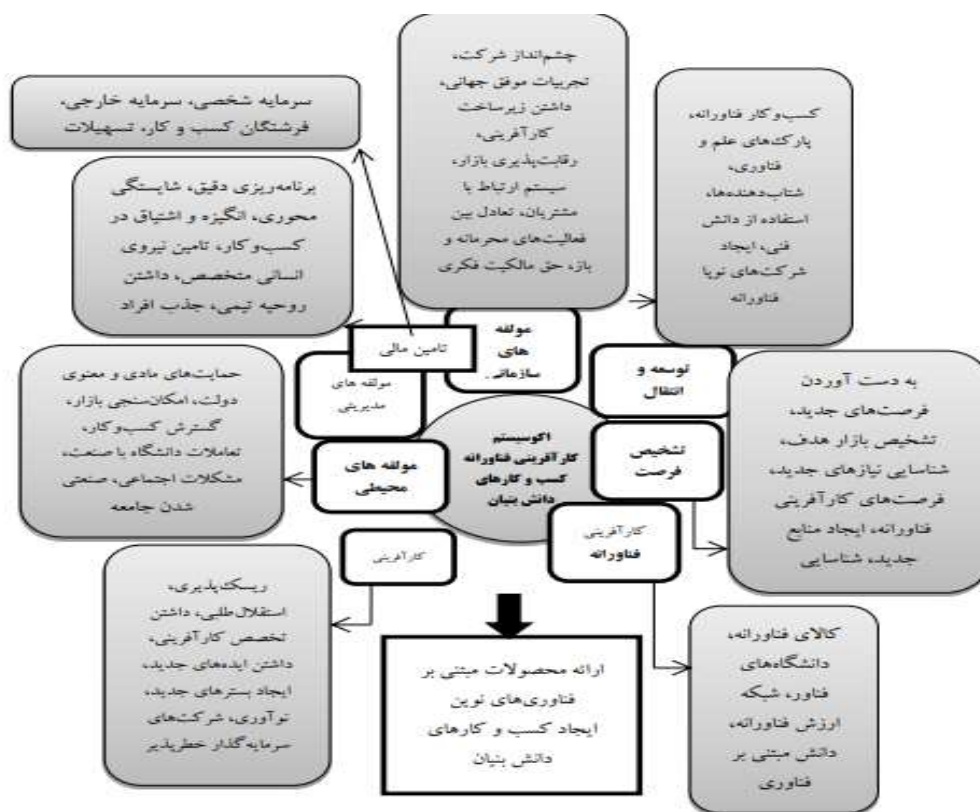 چشم‌انداز شرکت،
تجربیات موفق جهانی،
داشتن زیرساخت
کارآفرینی،
رقابت‌پذیری بازار،
سیستم ارتباط با
مشتریان، تعادل بین
فعالیت‌های محرمانه و
باز، حق مالکیت فکری
سرمایه شخصی، سرمایه خارجی،
فرشتگان کسب و کار، تسهیلات
کسب‌وکار فناورانه،
پارک‌های علم و
فناوری،
شتاب‌دهنده‌ها،
استفاده از دانش
فنی، ایجاد
شرکت‌های نوپا
فناورانه
برنامه‌ریزی دقیق، شایستگی
محوری، انگیزه و اشتیاق در
کسب‌وکار، تامین نیروی
انسانی متخصص، داشتن
روحیه تیمی، جذب افراد
مولفه
های
سازمانی
تامین مالی
توسعه و
انتقال
مولفه های
مدیریتی
حمایت‌های مادی و معنوی
دولت، امکان‌سنجی بازار،
گسترش کسب‌وکار،
تعاملات دانشگاه با صنعت،
مشکلات اجتماعی، صنعتی
شدن جامعه
به دست آوردن
فرصت‌های جدید،
تشخیص بازار هدف،
شناسایی نیازهای جدید،
فرصت‌های کارآفرینی
فناورانه، ایجاد منابع
جدید، شناسایی
تشخیص
فرصت
اکوسیستم
کارآفرینی فناورانه
کسب و کارهای
دانش بنیان
مولفه های
محیطی
کارآفرینی
فناورانه
کارآفرینی
ریسک‌پذیری،
استقلال‌طلبی، داشتن
تخصص کارآفرینی،
داشتن ایده‌های جدید،
ایجاد بسترهای جدید،
نوآوری، شرکت‌های
سرمایه‌گذار خطرپذیر
کالای فناورانه،
دانشگاه‌های
فناور، شبکه
ارزش فناورانه،
دانش مبتنی بر
فناوری
ارائه محصولات مبتنی بر
فناوری‌های نوین
ایجاد کسب و کارهای
دانش بنیان